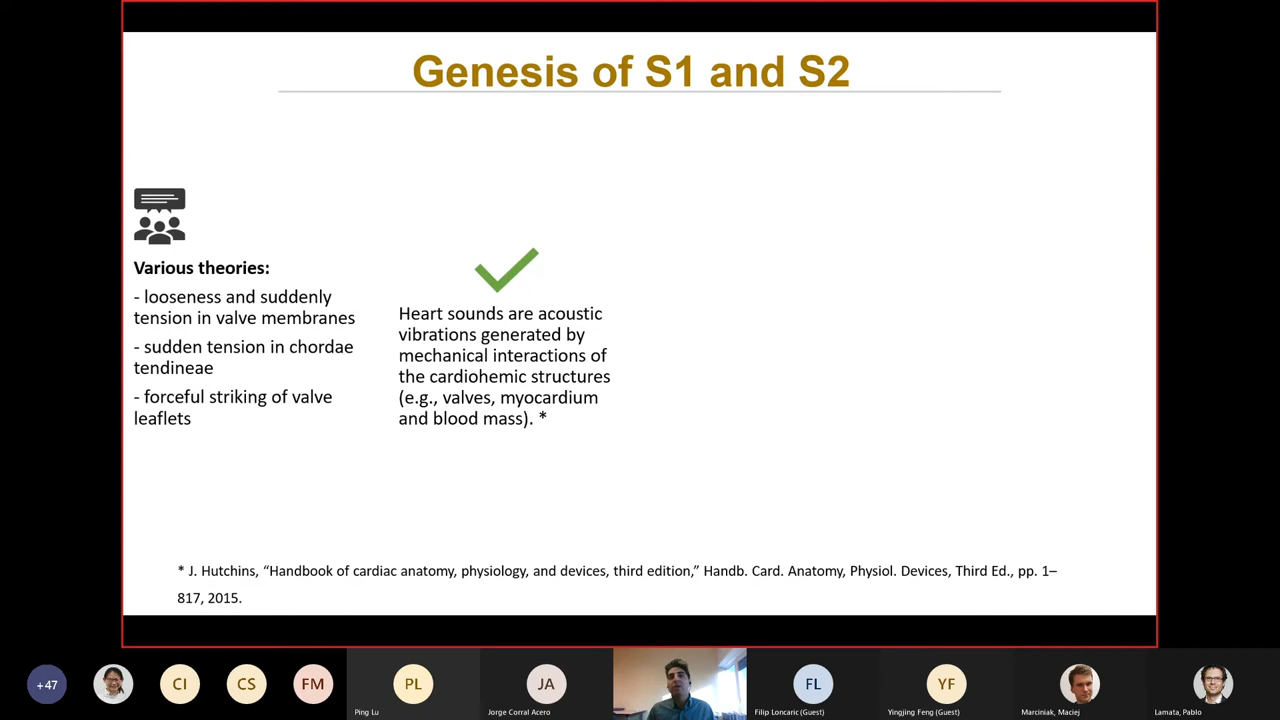 Genesis of S1 and S2
Various theories:
- looseness and suddenly
tension in valve membranes
- sudden tension in chordae
tendineae
- forceful striking of valve
leaflets
Heart sounds are acoustic
vibrations generated by
mechanical interactions of
the cardiohemic structures
(e.g., valves, myocardium
and blood mass). *
* J. Hutchins, “Handbook of cardiac anatomy, physiology, and devices, third edition,” Handb. Card. Anatomy, Physiol. Devices, Third Ed., pp. 1–
817, 2015.
+47
CI
CS
FM
PL
Ping Lu
JA
Jorge Corral Acero
FL
Filip Loncaric (Guest)
YF
Yingjing Feng (Guest)
Marciniak, Maciej
Lamata, Pablo